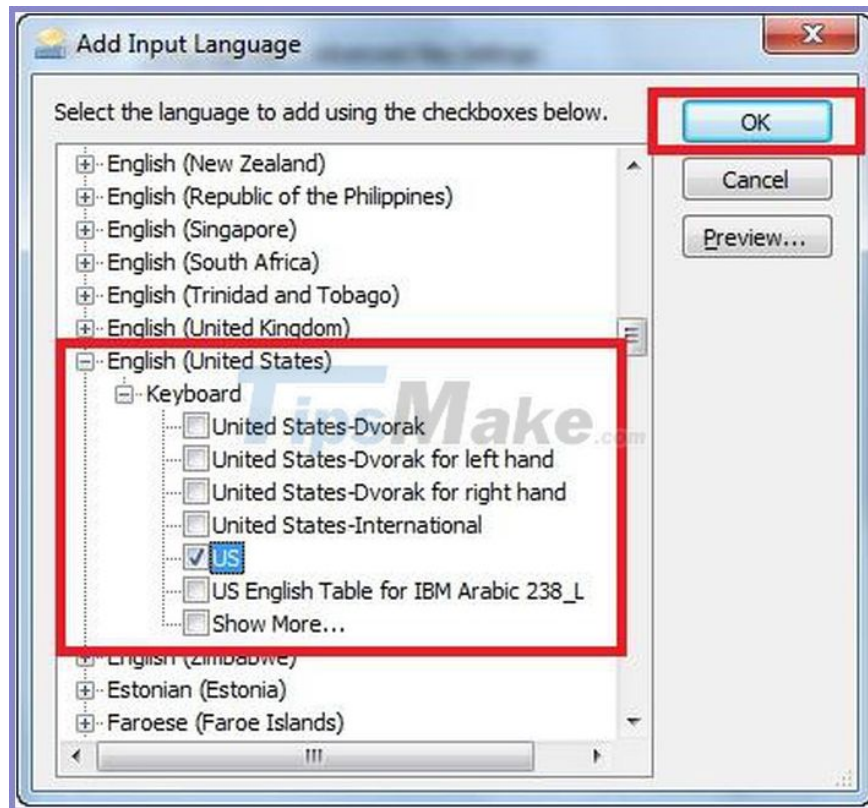 Add Input Language
Select the language to add using the checkboxes below.
OK
Cancel
Preview...
English (New Zealand)
English (Republic of the Philippines)
English (Singapore)
English (South Africa)
English (Trinidad and Tobago)
English (United Kingdom)
English (United States)
Keyboard
United States-Dvorak
United States-Dvorak for left hand
United States-Dvorak for right hand
United States-International
US
US English Table for IBM Arabic 238_L
Show More...
English (Zimbabwe)
Estonian (Estonia)
Faroese (Faroe Islands)
TipsMake.com